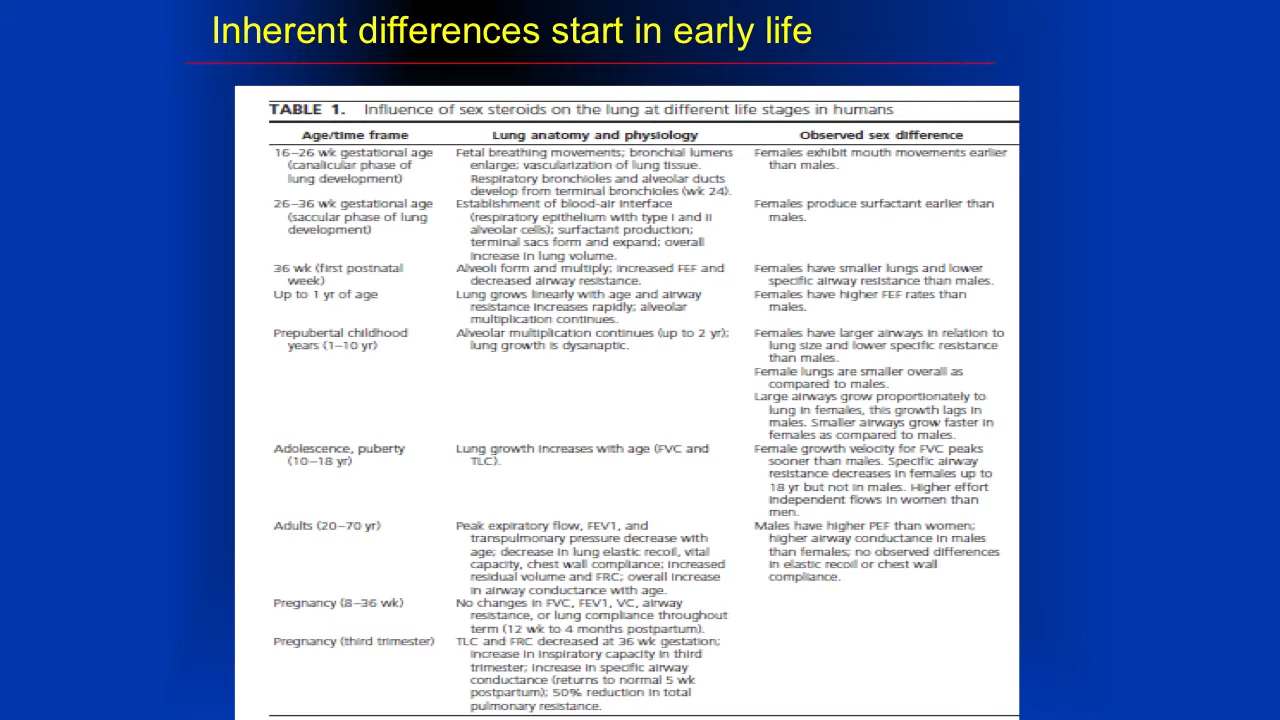 Inherent differences start in early life
TABLE 1. Influence of sex steroids on the lung at different life stages in humans
Age/time frame
Lung anatomy and physiology
Observed sex difference
16–26 wk gestational age
(canalicular phase of
lung development)
Fetal breathing movements; bronchial lumens
enlarge; vascularization of lung tissue.
Respiratory bronchioles and alveolar ducts
develop from terminal bronchioles (wk 24).
Females exhibit mouth movements earlier
than males.
26–36 wk gestational age
(saccular phase of lung
development)
Establishment of blood-air interface
(respiratory epithelium with type I and II
alveolar cells); surfactant production;
terminal sacs form and expand; overall
increase in lung volume.
Females produce surfactant earlier than
males.
36 wk (first postnatal
week)
Alveoli form and multiply; increased FEF and
decreased airway resistance.
Females have smaller lungs and lower
specific airway resistance than males.
Up to 1 yr of age
Lung grows linearly with age and airway
resistance increases rapidly; alveolar
multiplication continues.
Females have higher FEF rates than
males.
Prepubertal childhood
years (1–10 yr)
Alveolar multiplication continues (up to 2 yr);
lung growth is dysanaptic.
Females have larger airways in relation to
lung size and lower specific resistance
than males.
Female lungs are smaller overall as
compared to males.
Large airways grow proportionately to
lung in females, this growth lags in
males. Smaller airways grow faster in
females as compared to males.
Adolescence, puberty
(10–18 yr)
Lung growth increases with age (FVC and
TLC).
Female growth velocity for FVC peaks
sooner than males. Specific airway
resistance decreases in females up to
18 yr but not in males. Higher effort
independent flows in women than
men.
Adults (20–70 yr)
Peak expiratory flow, FEV1, and
transpulmonary pressure decrease with
age; decrease in lung elastic recoil, vital
capacity, chest wall compliance; increased
residual volume and FRC; overall increase
in airway conductance with age.
Males have higher PEF than women;
higher airway conductance in males
than females; no observed differences
in elastic recoil or chest wall
compliance.
Pregnancy (8–36 wk)
No changes in FVC, FEV1, VC, airway
resistance, or lung compliance throughout
term (12 wk to 4 months postpartum).
Pregnancy (third trimester)
TLC and FRC decreased at 36 wk gestation;
increase in inspiratory capacity in third
trimester; increase in specific airway
conductance (returns to normal 5 wk
postpartum); 50% reduction in total
pulmonary resistance.